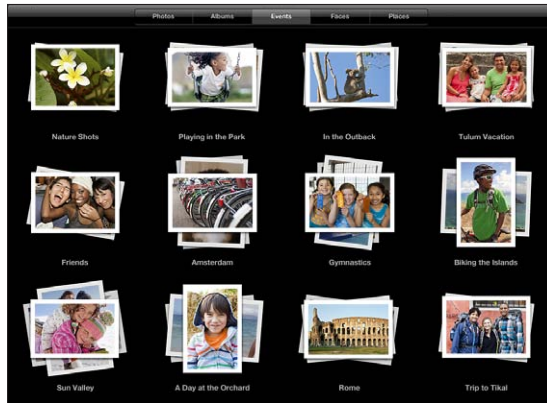 Photos Albums Events Faces Places
Nature Shots Playing in the Park In the Outback Tulum Vacation
Friends Amsterdam Gymnastics Biking the Islands
Sun Valley A Day at the Orchard Rome Trip to Tikal